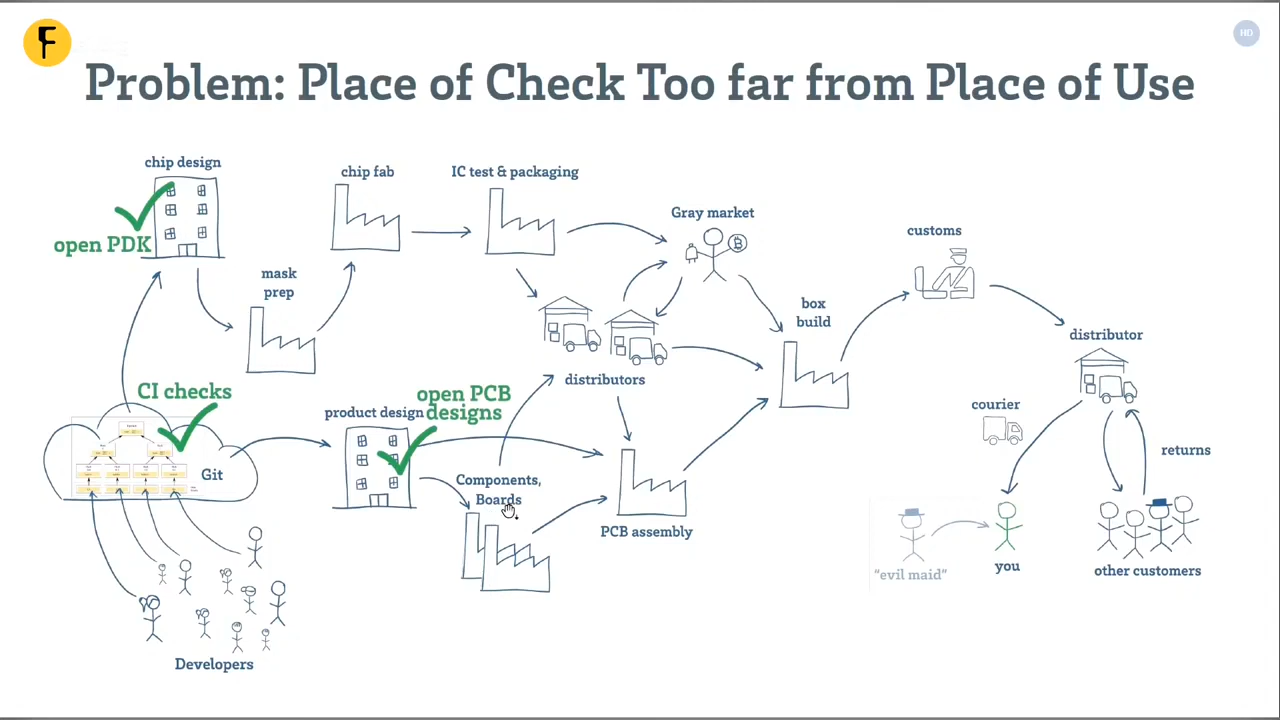 F
HD
Problem: Place of Check Too far from Place of Use
chip design
chip fab
IC test & packaging
Gray market
customs
open PDK
mask
prep
box
build
distributor
distributors
CI checks
open PCB
designs
product design
courier
Git
returns
Components,
Boards
PCB assembly
"evil maid"
you
other customers
Developers